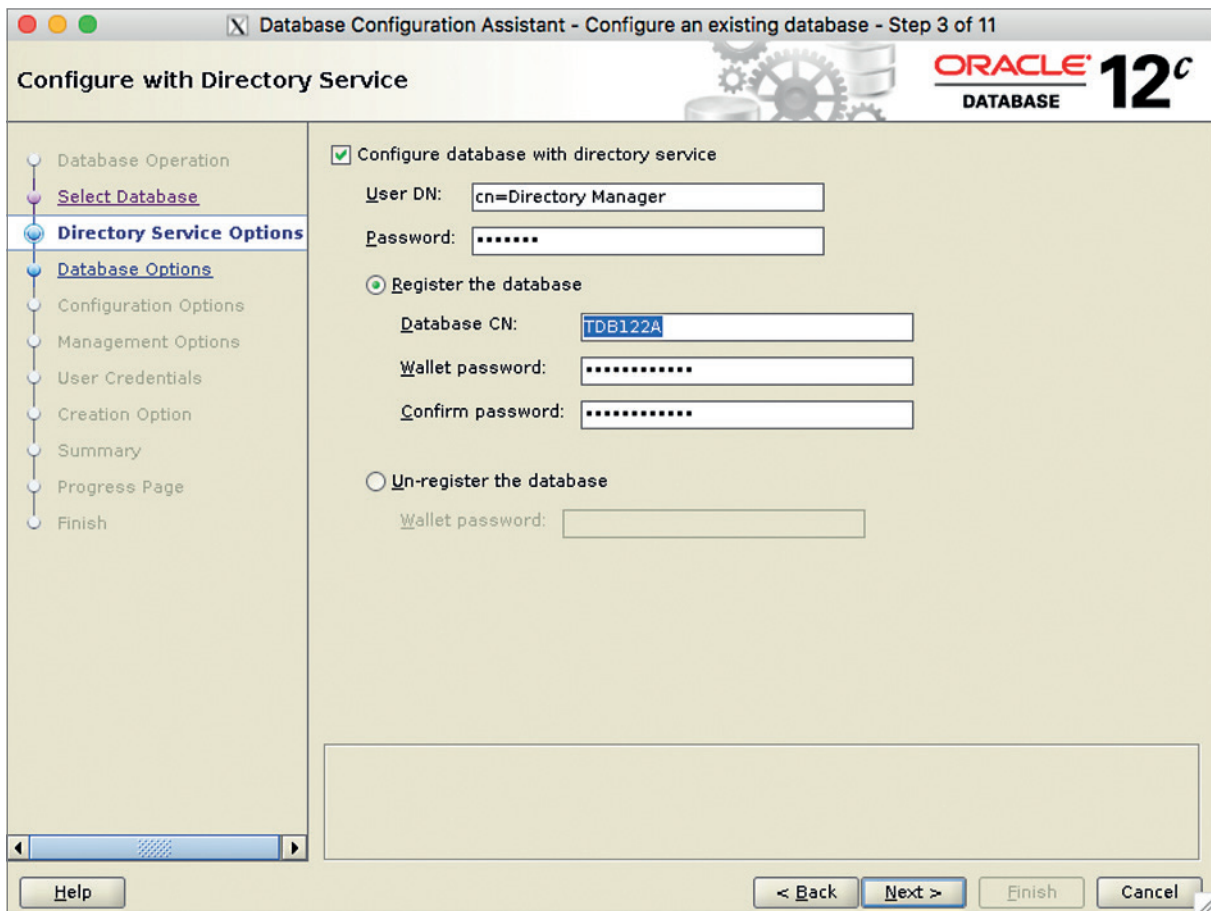 X Database Configuration Assistant - Configure an existing database - Step 3 of 11
Configure with Directory Service
ORACLE DATABASE 12c
Database Operation
Select Database
Directory Service Options
Database Options
Configuration Options
Management Options
User Credentials
Creation Option
Summary
Progress Page
Finish
Configure database with directory service
User DN: cn=Directory Manager
Password: •••••••
Register the database
Database CN: TDB122A
Wallet password: ••••••••••••
Confirm password: ••••••••••••
Un-register the database
Wallet password:
Help
< Back
Next >
Finish
Cancel